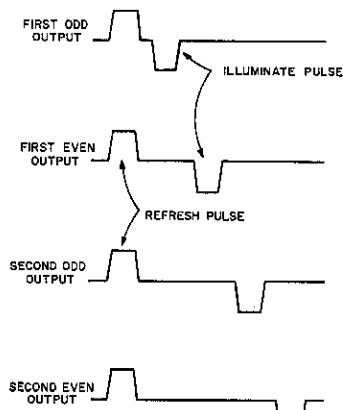 FIRST ODD
OUTPUT
ILLUMINATE PULSE
FIRST EVEN
OUTPUT
REFRESH PULSE
SECOND ODD
OUTPUT
SECOND EVEN
OUTPUT